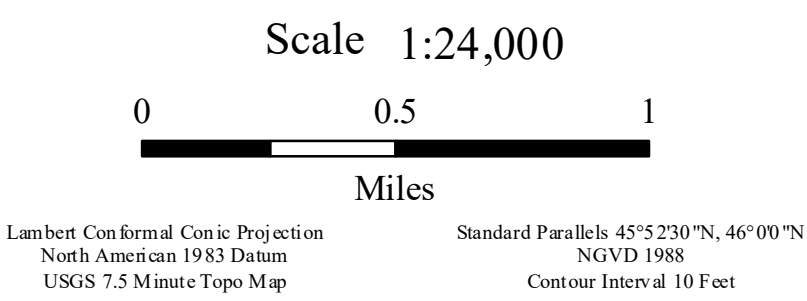 Scale 1:24,000
0 0.5 1
Miles
Lambert Conformal Conic Projection
North American 1983 Datum
USGS 7.5 Minute Topo Map
Standard Parallels 45°52'30"N, 46°0'0"N
NGVD 1988
Contour Interval 10 Feet